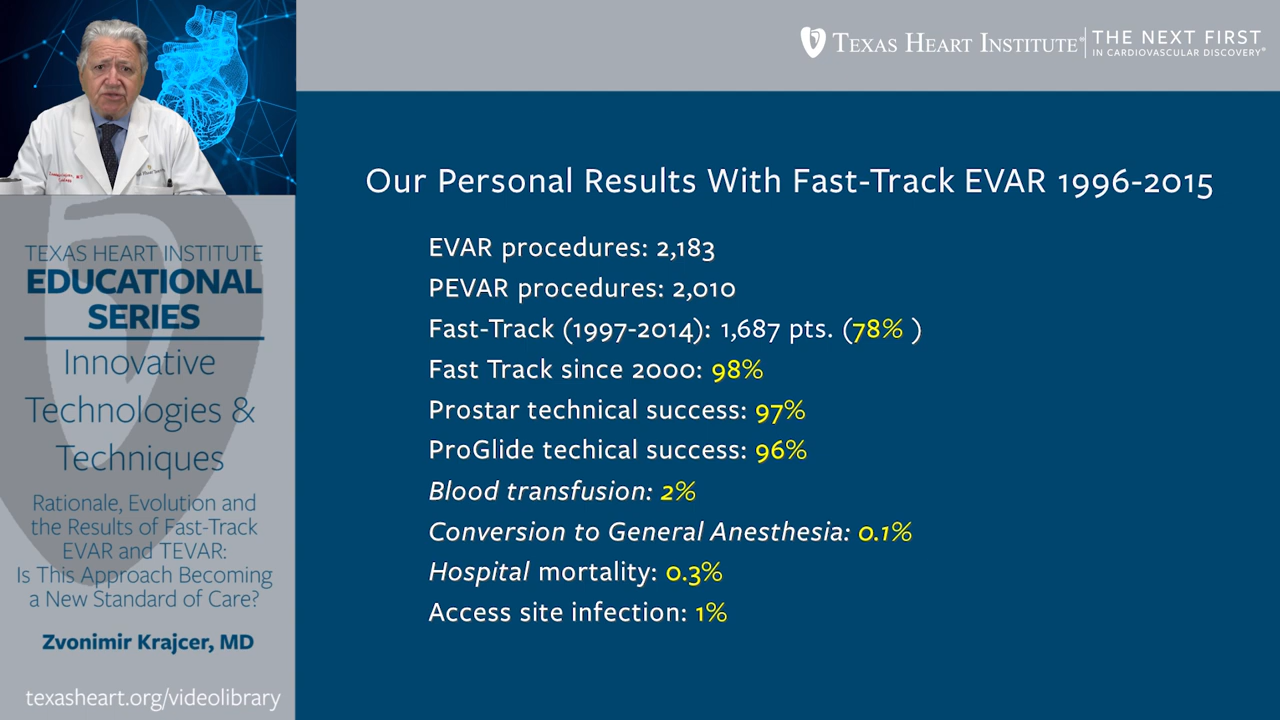 TEXAS HEART INSTITUTE®
THE NEXT FIRST
IN CARDIOVASCULAR DISCOVERY®
TEXAS HEART INSTITUTE
EDUCATIONAL
SERIES
Innovative
Technologies &
Techniques
Rationale, Evolution and
the Results of Fast-Track
EVAR and TEVAR:
Is This Approach Becoming
a New Standard of Care?
Zvonimir Krajcer, MD
texasheart.org/videolibrary
Our Personal Results With Fast-Track EVAR 1996-2015
EVAR procedures: 2,183
PEVAR procedures: 2,010
Fast-Track (1997-2014): 1,687 pts. (78% )
Fast Track since 2000: 98%
Prostar technical success: 97%
ProGlide techical success: 96%
Blood transfusion: 2%
Conversion to General Anesthesia: 0.1%
Hospital mortality: 0.3%
Access site infection: 1%